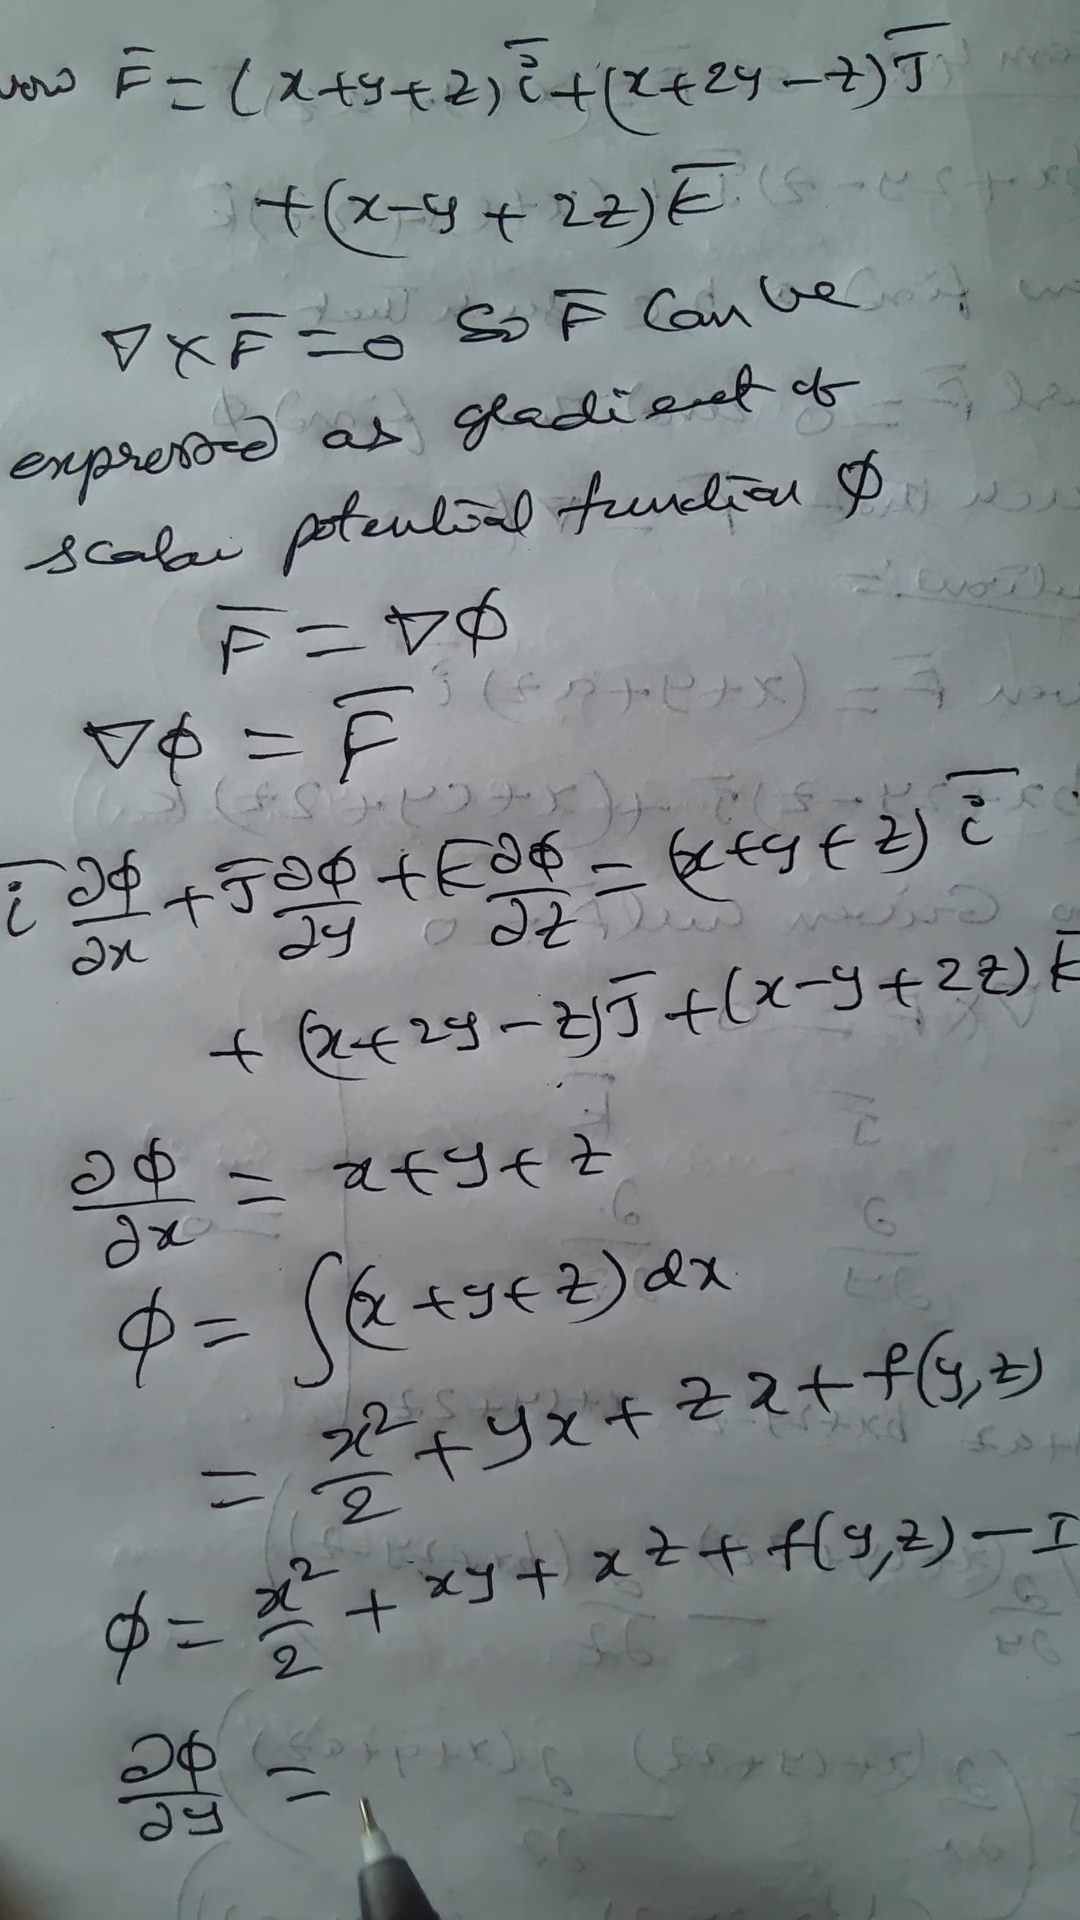 F̄ = (x+y+z)ī+(x+2y-z)J̄
+(x-y+2z)k̄
∇×F̄=0 So F̄ Can be
expressed as gradient of
scalar potential function ϕ
F̄ = ∇ϕ
∇ϕ = F̄
ī ∂ϕ/∂x + J̄ ∂ϕ/∂y + k̄ ∂ϕ/∂z = (x+y+z) ī
+ (x+2y-z)J̄+(x-y+2z)k̄
∂ϕ/∂x = x+y+z
ϕ = ∫(x+y+z)dx
= x²/2 + yx+zx+f(y,z)
ϕ = x²/2 + xy+xz+f(y,z)-I
∂ϕ/∂y =